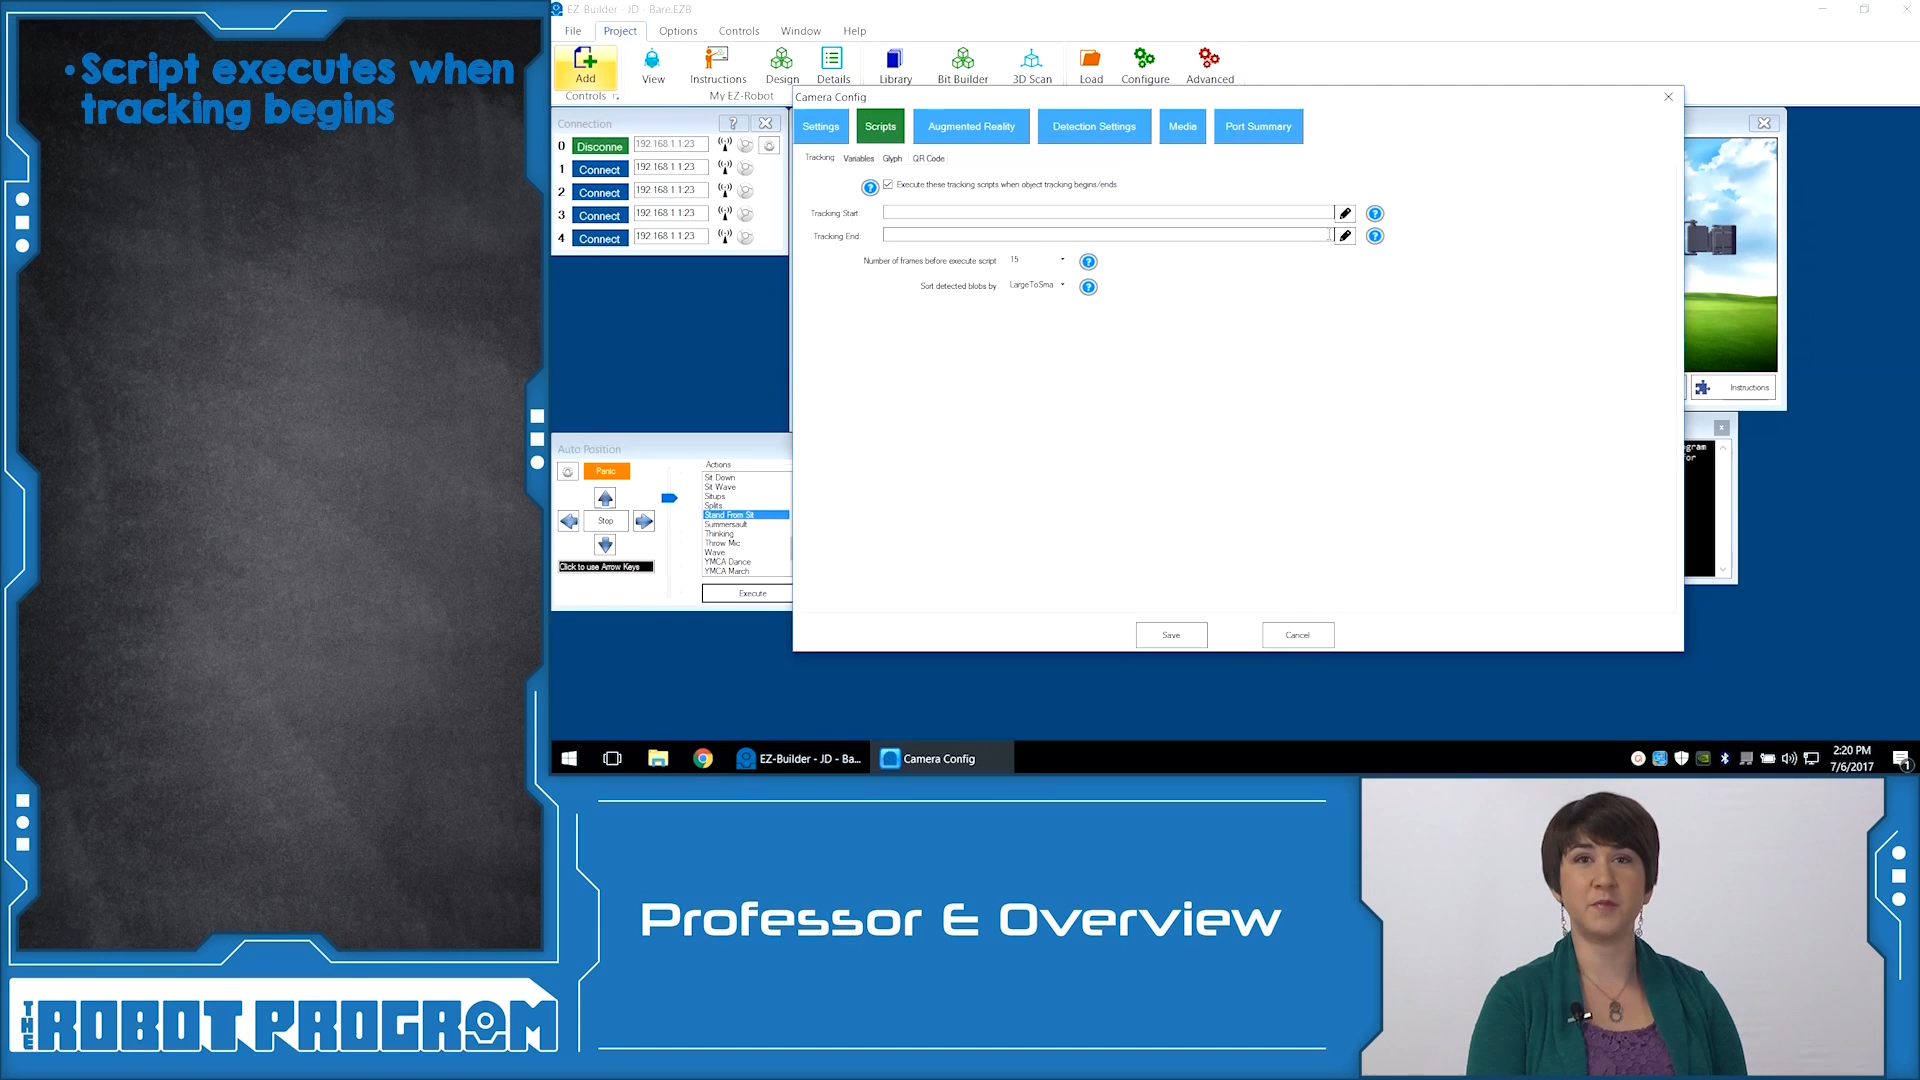 •Script executes when
tracking begins
EZ-Builder - JD - Bare.EZB
File Project Options Controls Window Help
Add View Instructions Design Details Library Bit Builder 3D Scan Load Configure Advanced
Controls My EZ-Robot
Connection ?
0 Disconne 192.168.1.1:23
1 Connect 192.168.1.1:23
2 Connect 192.168.1.1:23
3 Connect 192.168.1.1:23
4 Connect 192.168.1.1:23
Camera Config
Settings Scripts Augmented Reality Detection Settings Media Port Summary
Tracking Variables Glyph QR Code
Execute these tracking scripts when object tracking begins/ends
Tracking Start:
Tracking End:
Number of frames before execute script 15
Sort detected blobs by LargeToSma
Save Cancel
Instructions
gram
for
Auto Position
Panic
Stop
Click to use Arrow Keys
Actions
Sit Down
Sit Wave
Situps
Splits
Stand From Sit
Summersault
Thinking
Throw Mic
Wave
YMCA Dance
YMCA March
Execute
EZ-Builder - JD - Ba... Camera Config
2:20 PM
7/6/2017
1
Professor E Overview
THE ROBOT PROGRAM